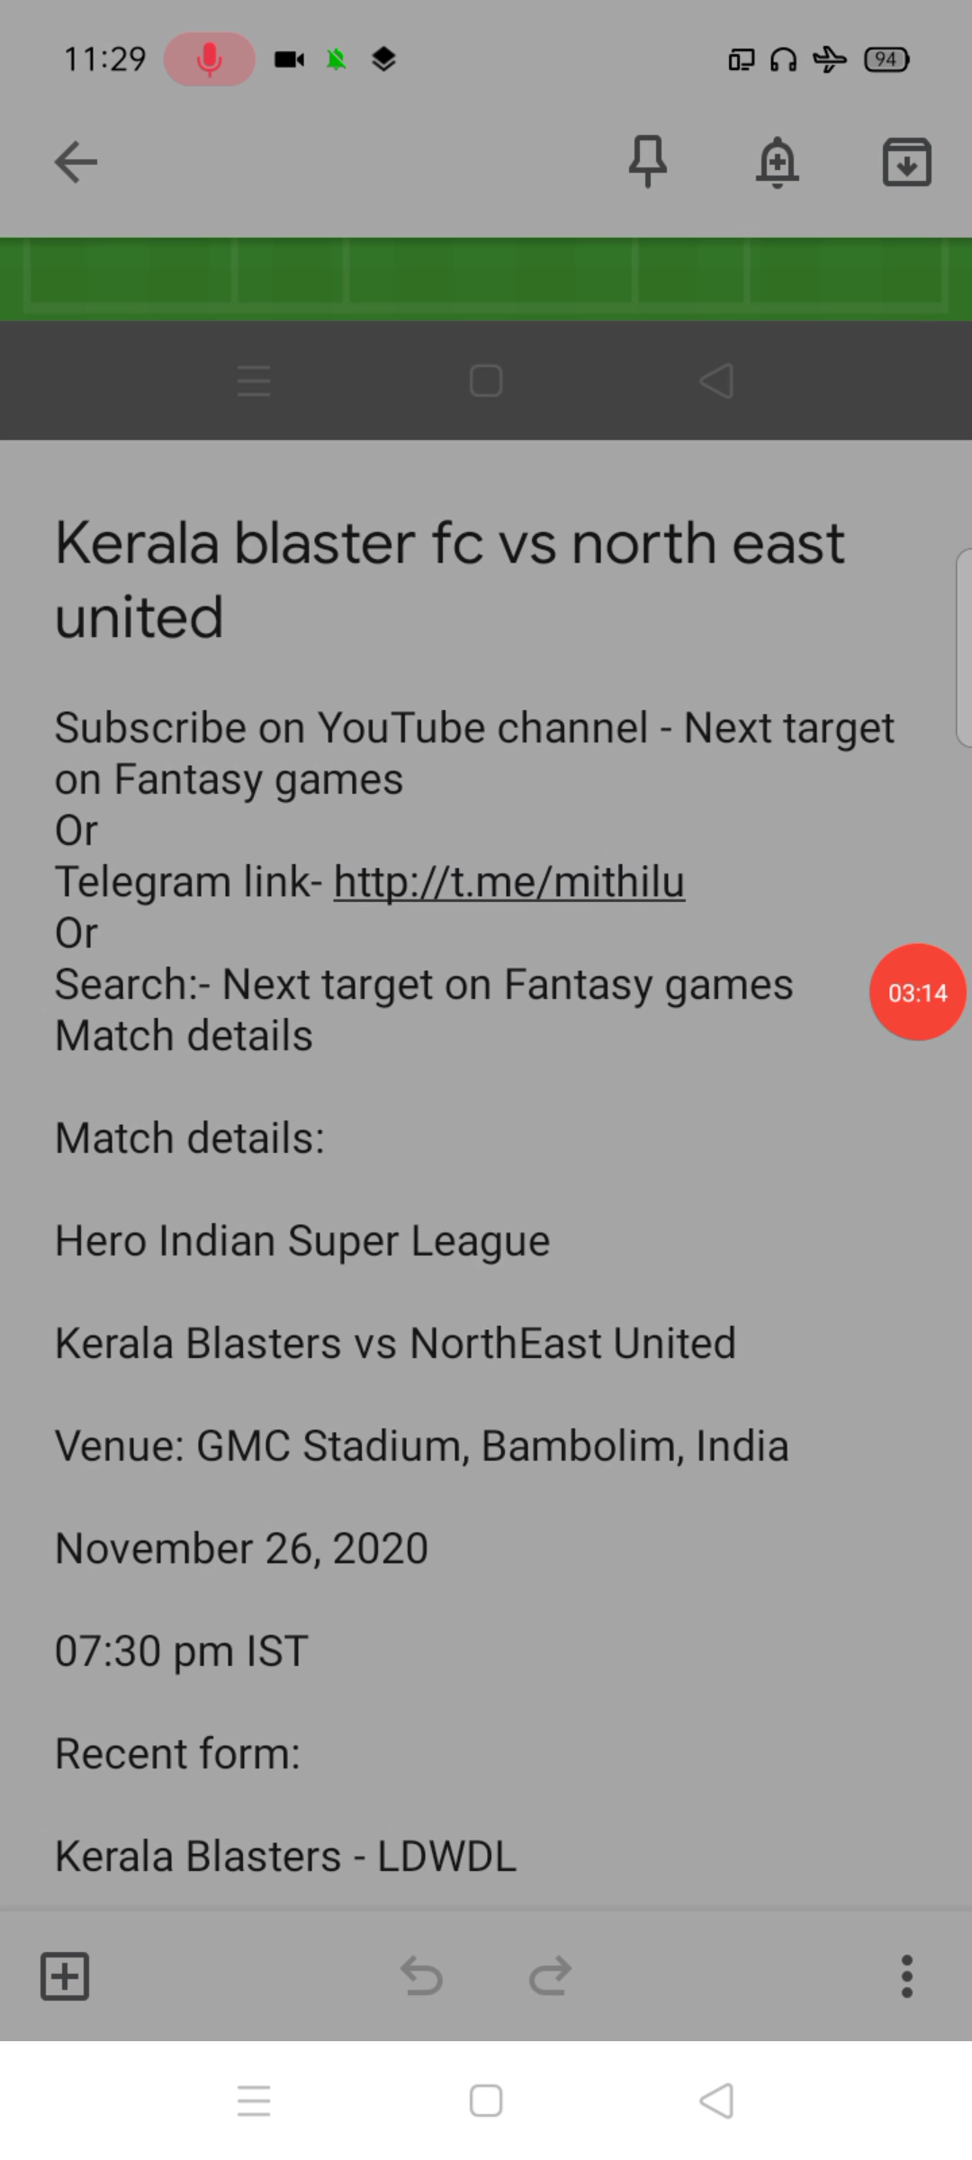 11:29
94
Kerala blaster fc vs north east
united
Subscribe on YouTube channel - Next target
on Fantasy games
Or
Telegram link- http://t.me/mithilu
Or
Search:- Next target on Fantasy games
03:14
Match details
Match details:
Hero Indian Super League
Kerala Blasters vs NorthEast United
Venue: GMC Stadium, Bambolim, India
November 26, 2020
07:30 pm IST
Recent form:
Kerala Blasters - LDWDL